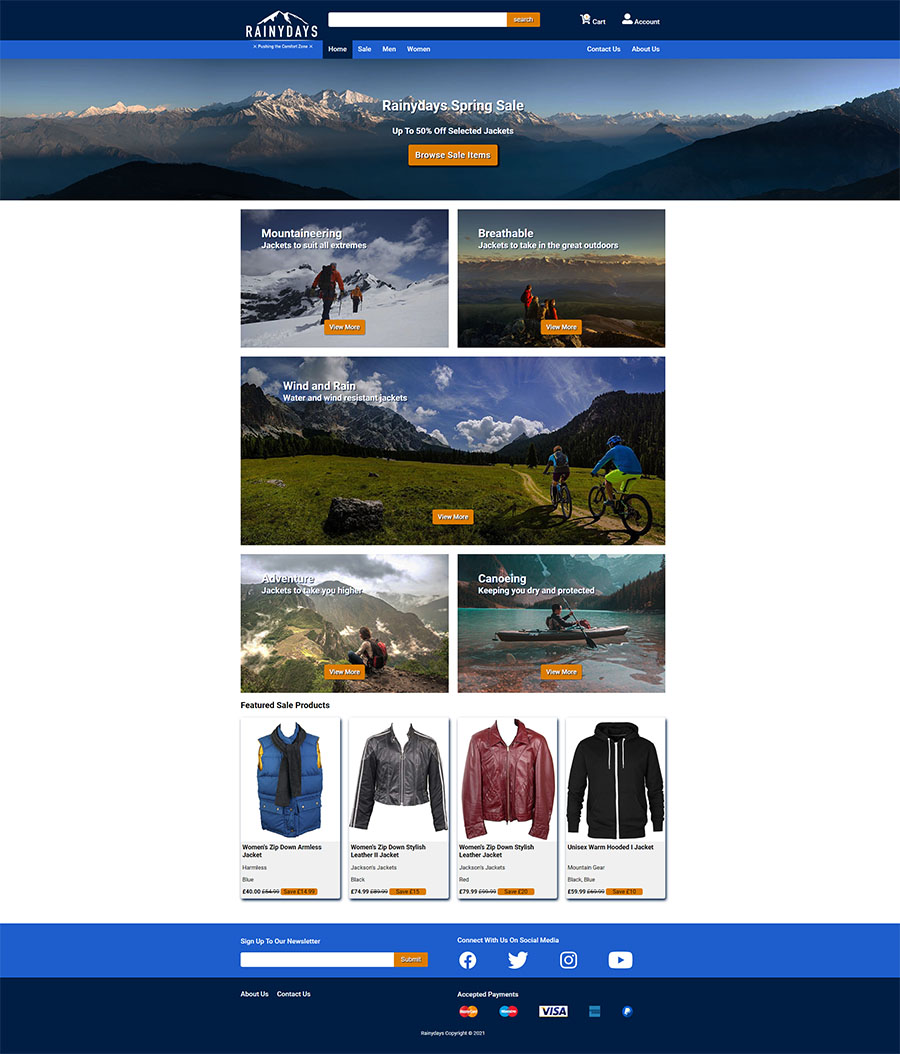 RAINYDAYS
× Pushing the Comfort Zone ×
search
0
Cart
Account
Home Sale Men Women
Contact Us About Us
Rainydays Spring Sale
Up To 50% Off Selected Jackets
Browse Sale Items
Mountaineering
Jackets to suit all extremes
View More
Breathable
Jackets to take in the great outdoors
View More
Wind and Rain
Water and wind resistant jackets
View More
Adventure
Jackets to take you higher
View More
Canoeing
Keeping you dry and protected
View More
Featured Sale Products
Women's Zip Down Armless
Jacket
Harmless
Blue
£40.00 £54.99 Save £14.99
Women's Zip Down Stylish
Leather II Jacket
Jackson's Jackets
Black
£74.99 £89.99 Save £15
Women's Zip Down Stylish
Leather Jacket
Jackson's Jackets
Red
£79.99 £99.99 Save £20
Unisex Warm Hooded I Jacket
Mountain Gear
Black, Blue
£59.99 £69.99 Save £10
Sign Up To Our Newsletter
Submit
Connect With Us On Social Media
About Us Contact Us
Accepted Payments
MasterCard
Maestro
VISA
Rainydays Copyright © 2021